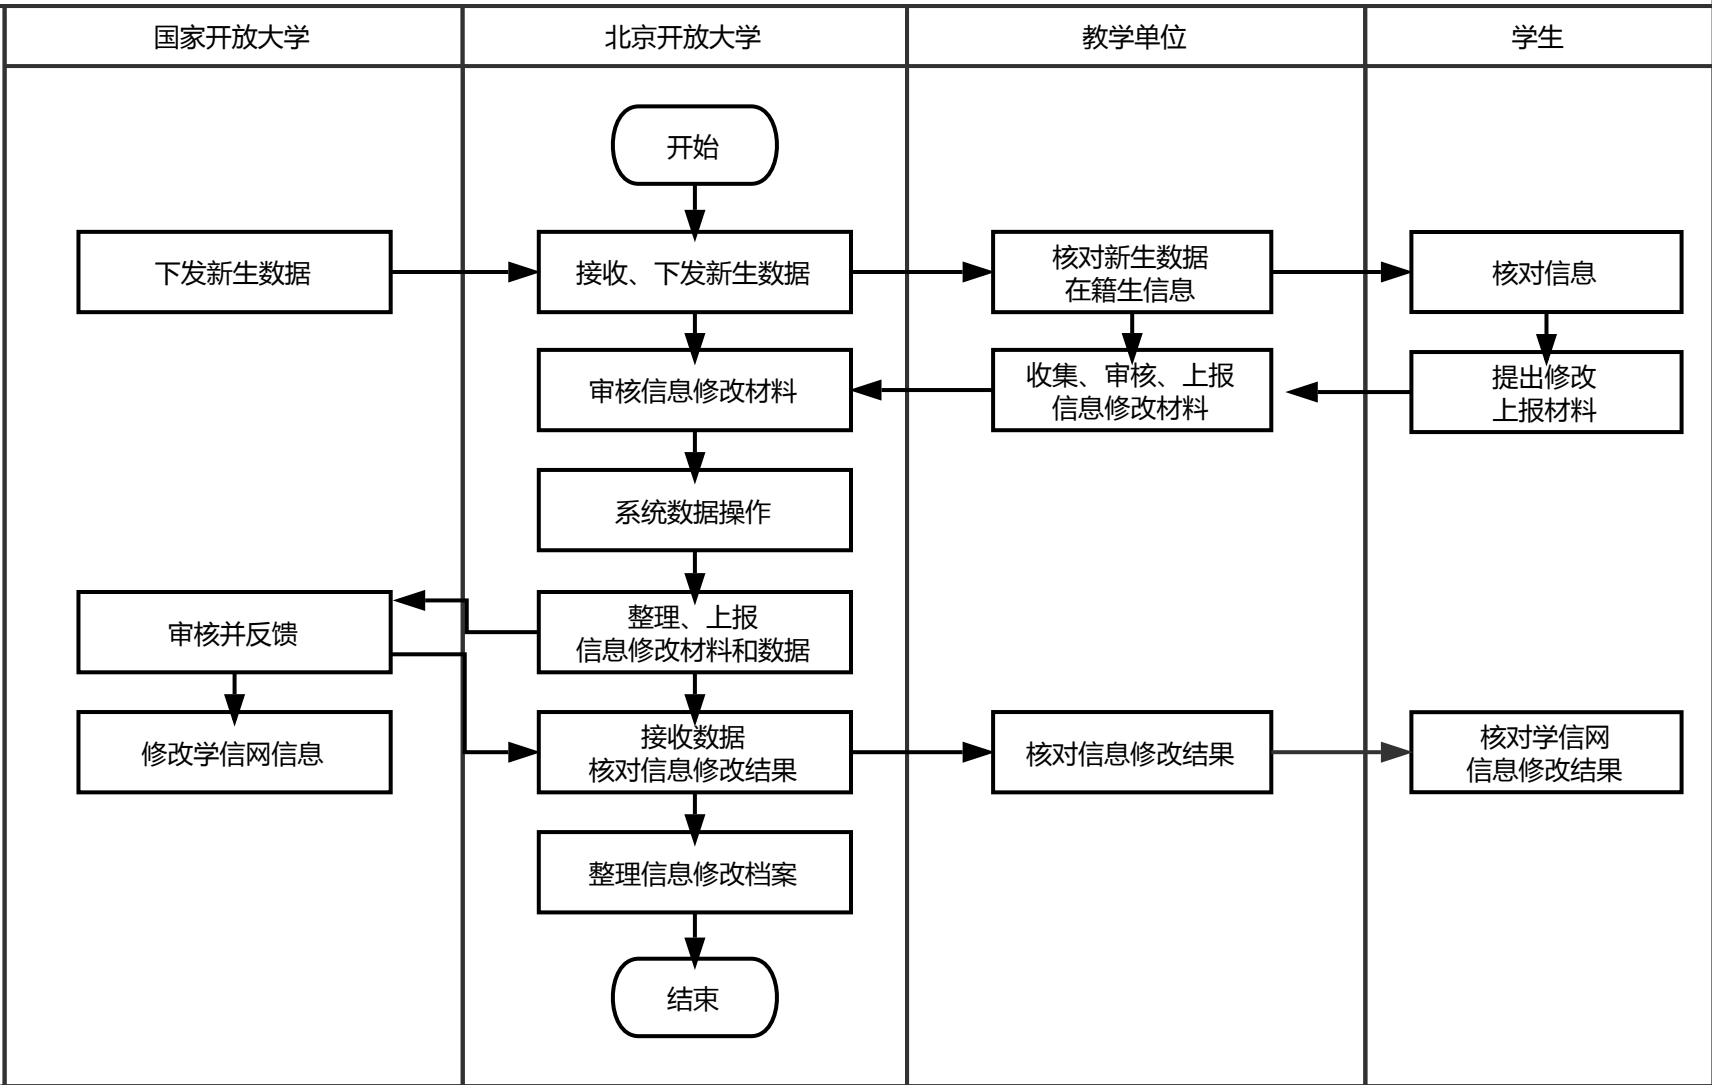 国家开放大学
北京开放大学
教学单位
学生
开始
下发新生数据
接收、下发新生数据
核对新生数据
在籍生信息
核对信息
审核信息修改材料
收集、审核、上报
信息修改材料
提出修改
上报材料
系统数据操作
审核并反馈
整理、上报
信息修改材料和数据
修改学信网信息
接收数据
核对信息修改结果
核对信息修改结果
核对学信网
信息修改结果
整理信息修改档案
结束